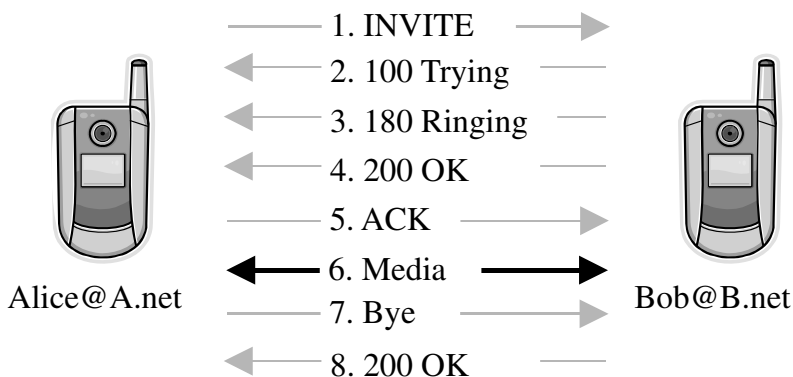 1. INVITE
2. 100 Trying
3. 180 Ringing
4. 200 OK
5. ACK
6. Media
Alice@A.net
Bob@B.net
7. Bye
8. 200 OK